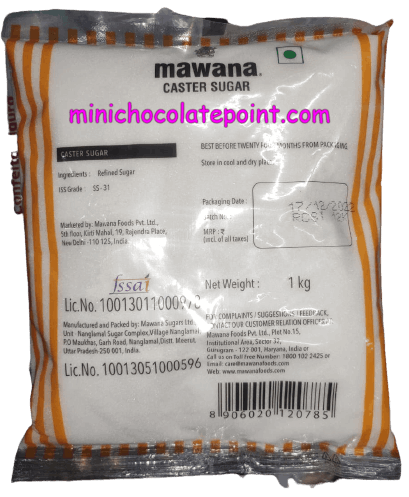 mawana
CASTER SUGAR
minichocolatepoint.com
CASTER SUGAR
Ingredients : Refined Sugar
ISS Grade : SS-31
BEST BEFORE TWENTY FOUR MONTHS FROM PACKAGING
Store in cool and dry place
Markered by: Mawana Foods Pvt. Ltd.,
5th floor, Kirti Mahal, 19, Rajendra Place,
New Delhi -110 125, India.
Packaging Date
Batch No.
MRP : ₹
(incl. of all taxes)
fssai
Lic.No. 10013011000978
Net Weight : 1 kg
Manufactured and Packed by: Mawana Sugars Ltd.
Unit - Nanglamal Sugar Complex,Village Nanglamal
P.O Maukhas, Garh Road, Nanglamal,Distt. Meerut,
Uttar Pradesh-250 001, India.
Lic.No. 10013051000596
FOR COMPLAINTS / SUGGESTIONS / FEEDBACK,
CONTACT OUR CUSTOMER RELATION OFFICER
Mawana Foods Pvt. Ltd., Plet No 15,
Institutional Area, Sector
Gurugram - 122 001, Haryana, India or
Call us on Toll Free Number: 1800 102 2425 or
Email: care@mawanafoods.com
Web: www.mawanafoods.com
8 906020 120785